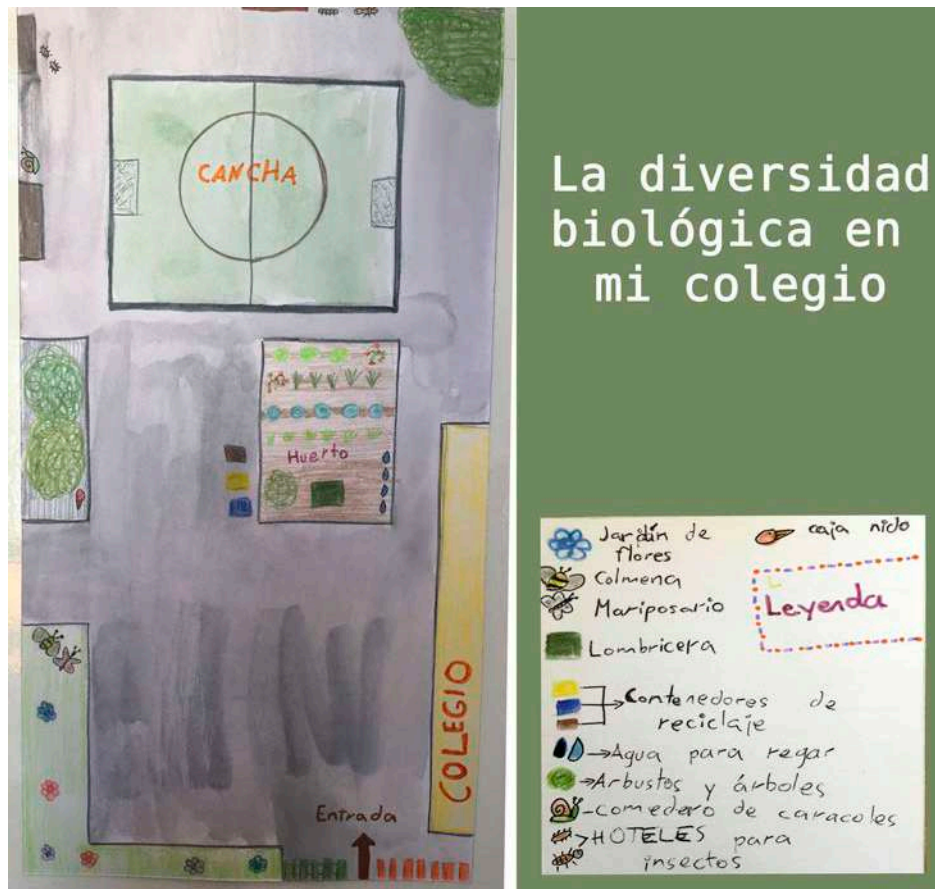 CANCHA
Huerto
COLEGIO
Entrada
La diversidad
biológica en
mi colegio
Jardín de
flores
Colmena
Mariposario
Lombricera
Contenedores de
reciclaje
Agua para regar
Arbustos y árboles
Comedero de caracoles
HOTELES para
insectos
caja nido
Leyenda